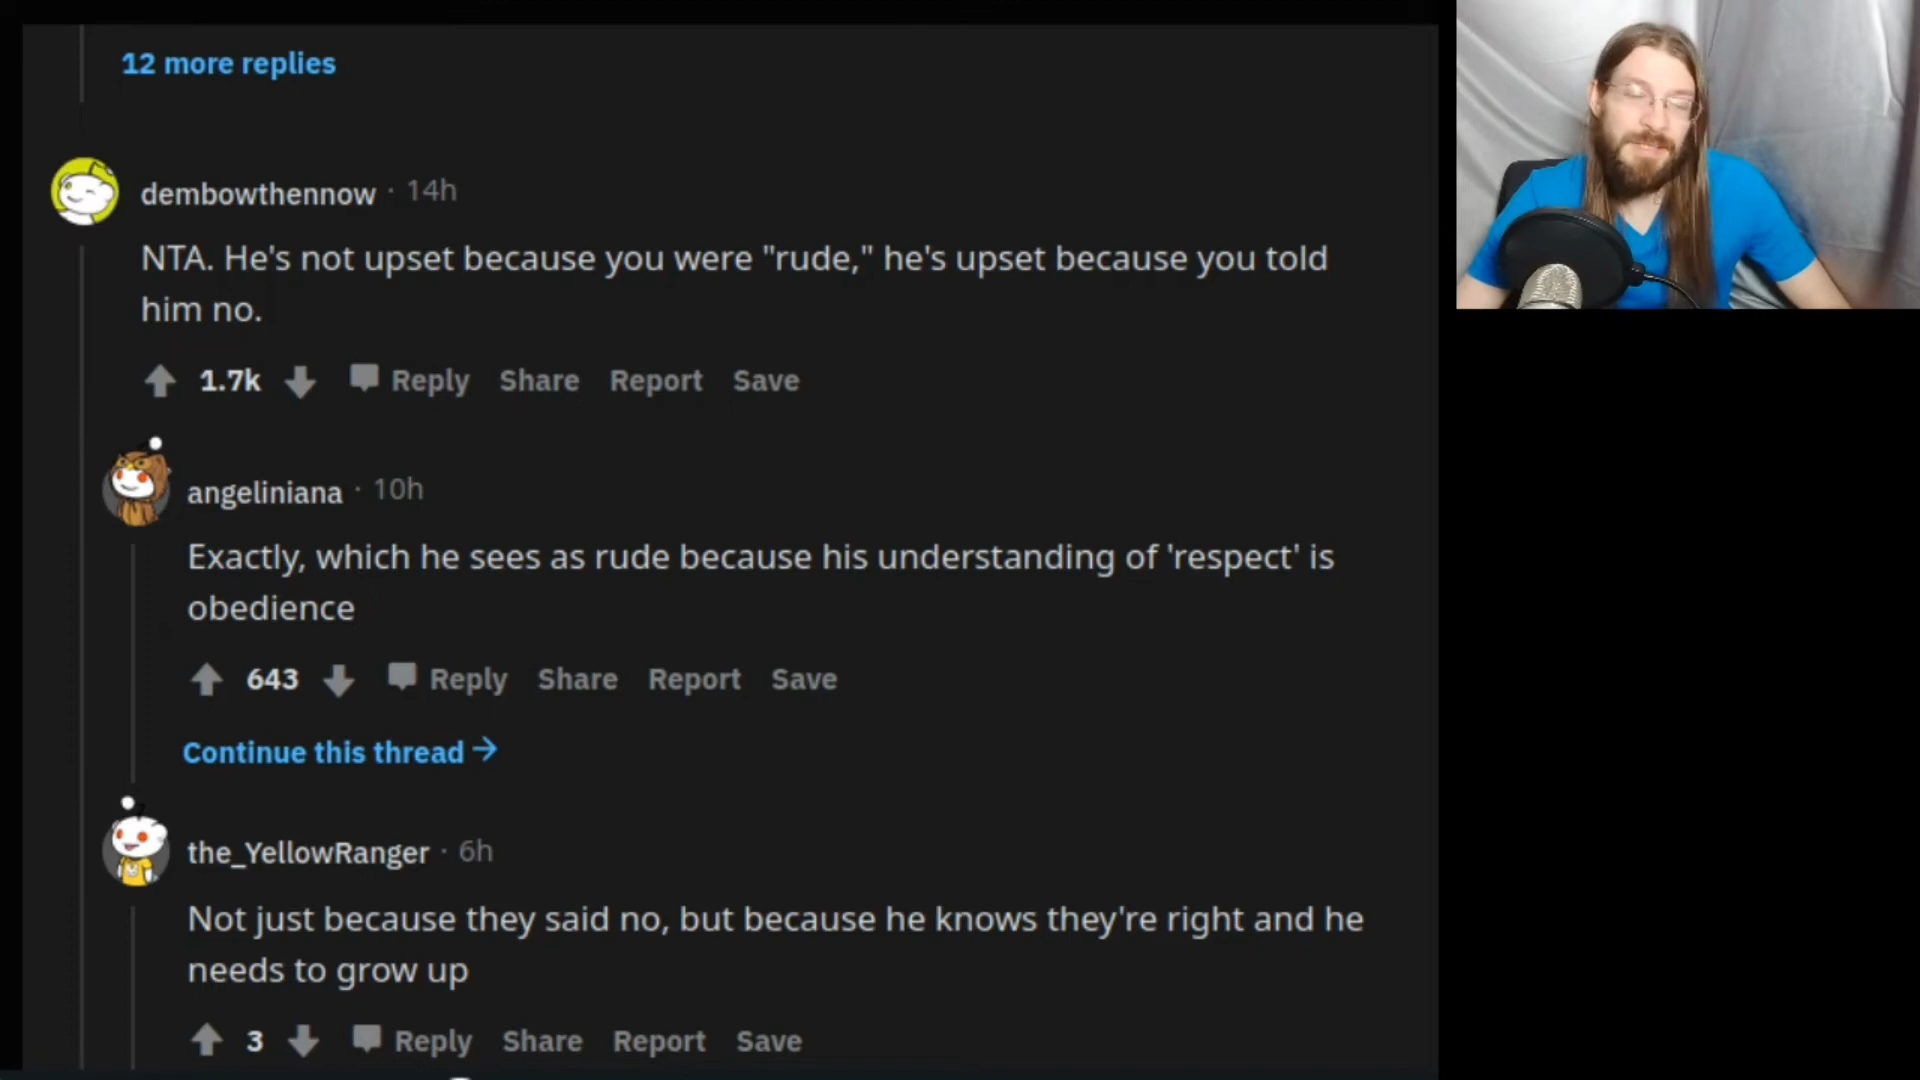 12 more replies
dembowthennow · 14h
NTA. He's not upset because you were "rude," he's upset because you told
him no.
1.7k Reply Share Report Save
angeliniana · 10h
Exactly, which he sees as rude because his understanding of 'respect' is
obedience
643 Reply Share Report Save
Continue this thread →
the_YellowRanger · 6h
Not just because they said no, but because he knows they're right and he
needs to grow up
3 Reply Share Report Save